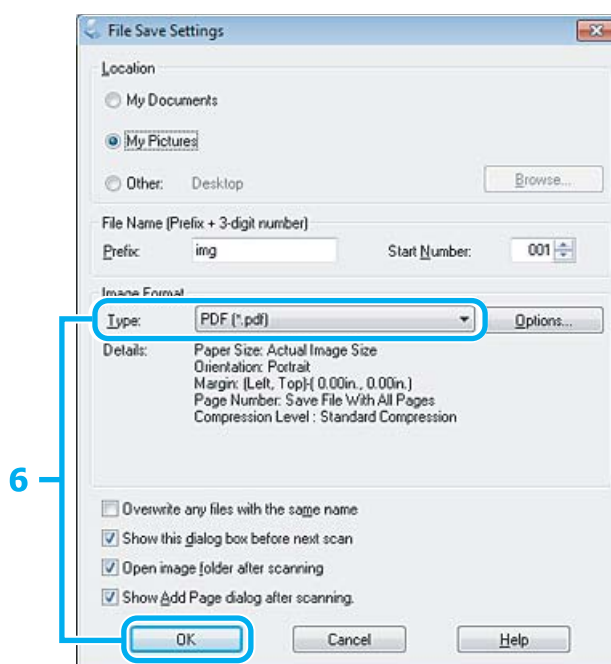 File Save Settings
Location
My Documents
My Pictures
Other: Desktop Browse...
File Name (Prefix + 3-digit number)
Prefix: img Start Number: 001
Image Format
Type: PDF (*.pdf) Options...
Details: Paper Size: Actual Image Size
Orientation: Portrait
Margin: (Left, Top)-( 0.00in., 0.00in.)
Page Number: Save File With All Pages
Compression Level : Standard Compression
6
Overwrite any files with the same name
Show this dialog box before next scan
Open image folder after scanning
Show Add Page dialog after scanning.
OK Cancel Help